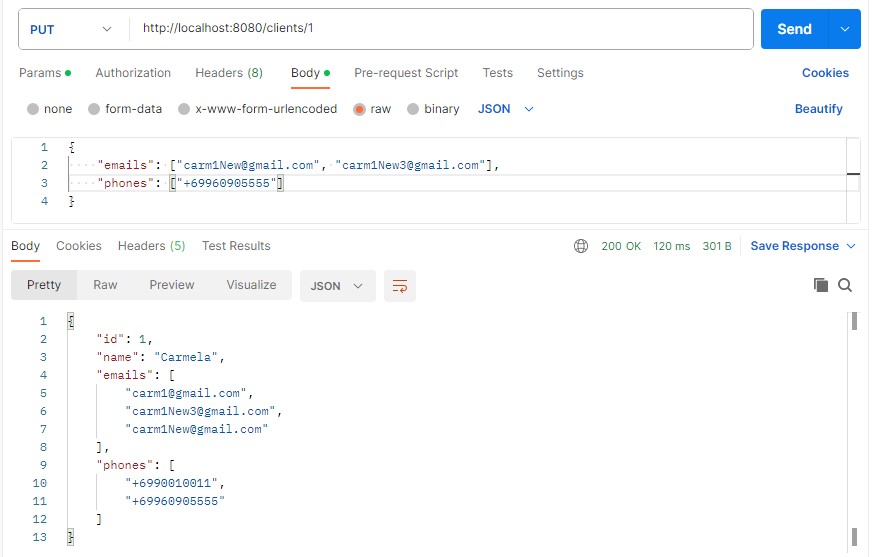 PUT http://localhost:8080/clients/1 Send
Params Authorization Headers (8) Body Pre-request Script Tests Settings Cookies
none form-data x-www-form-urlencoded raw binary JSON Beautify
1 {
2 "emails": ["carm1New@gmail.com", "carm1New3@gmail.com"],
3 "phones": ["+69960905555"]
4 }
Body Cookies Headers (5) Test Results 200 OK 120 ms 301 B Save Response
Pretty Raw Preview Visualize JSON
1 {
2 "id": 1,
3 "name": "Carmela",
4 "emails": [
5 "carm1@gmail.com",
6 "carm1New3@gmail.com",
7 "carm1New@gmail.com"
8 ],
9 "phones": [
10 "+6990010011",
11 "+69960905555"
12 ]
13 }